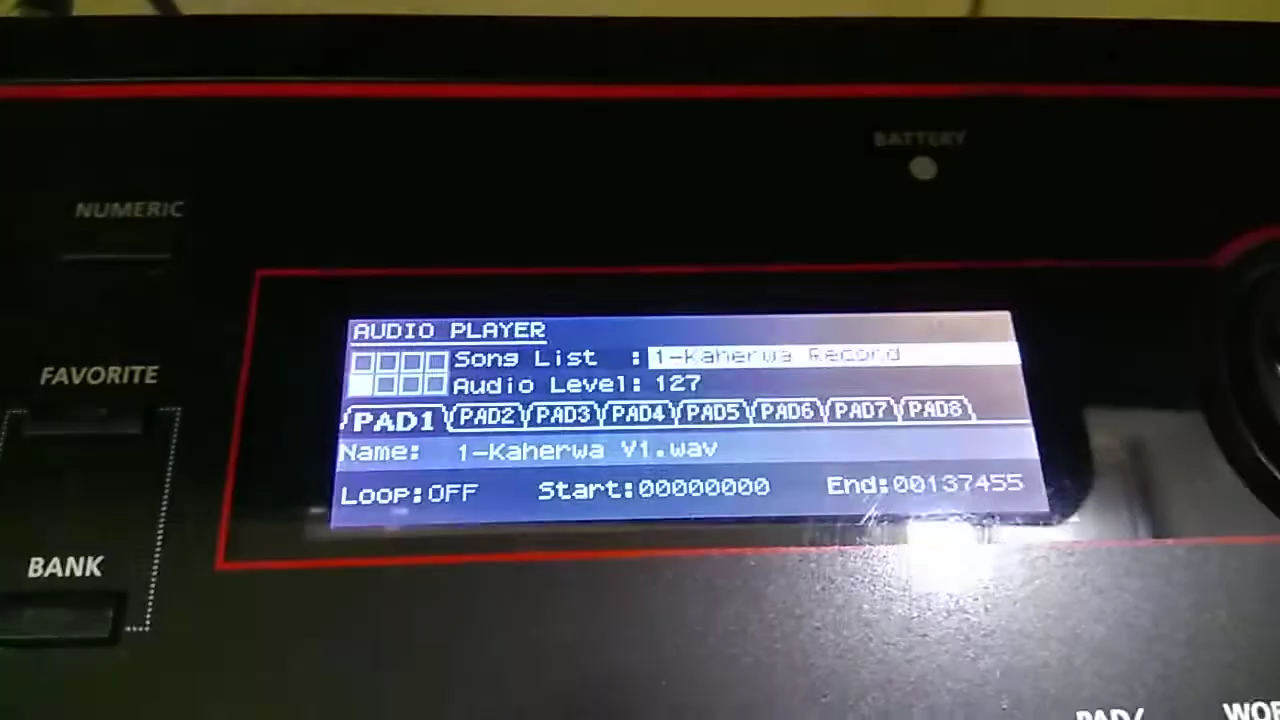 BATTERY
NUMERIC
AUDIO PLAYER
Song List : 1-Kaherwa Record
Audio Level: 127
FAVORITE
PAD1 PAD2 PAD3 PAD4 PAD5 PAD6 PAD7 PAD8
Name: 1-Kaherwa V1.wav
Loop:OFF Start:00000000 End:00137455
BANK
PAD/